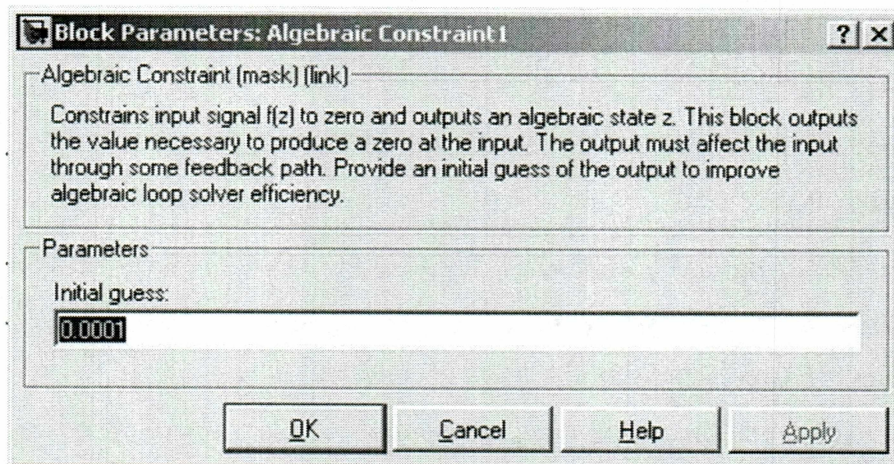 Block Parameters: Algebraic Constraint1
Algebraic Constraint (mask) (link)
Constrains input signal f(z) to zero and outputs an algebraic state z. This block outputs
the value necessary to produce a zero at the input. The output must affect the input
through some feedback path. Provide an initial guess of the output to improve
algebraic loop solver efficiency.
Parameters
Initial guess:
0.0001
OK Cancel Help Apply